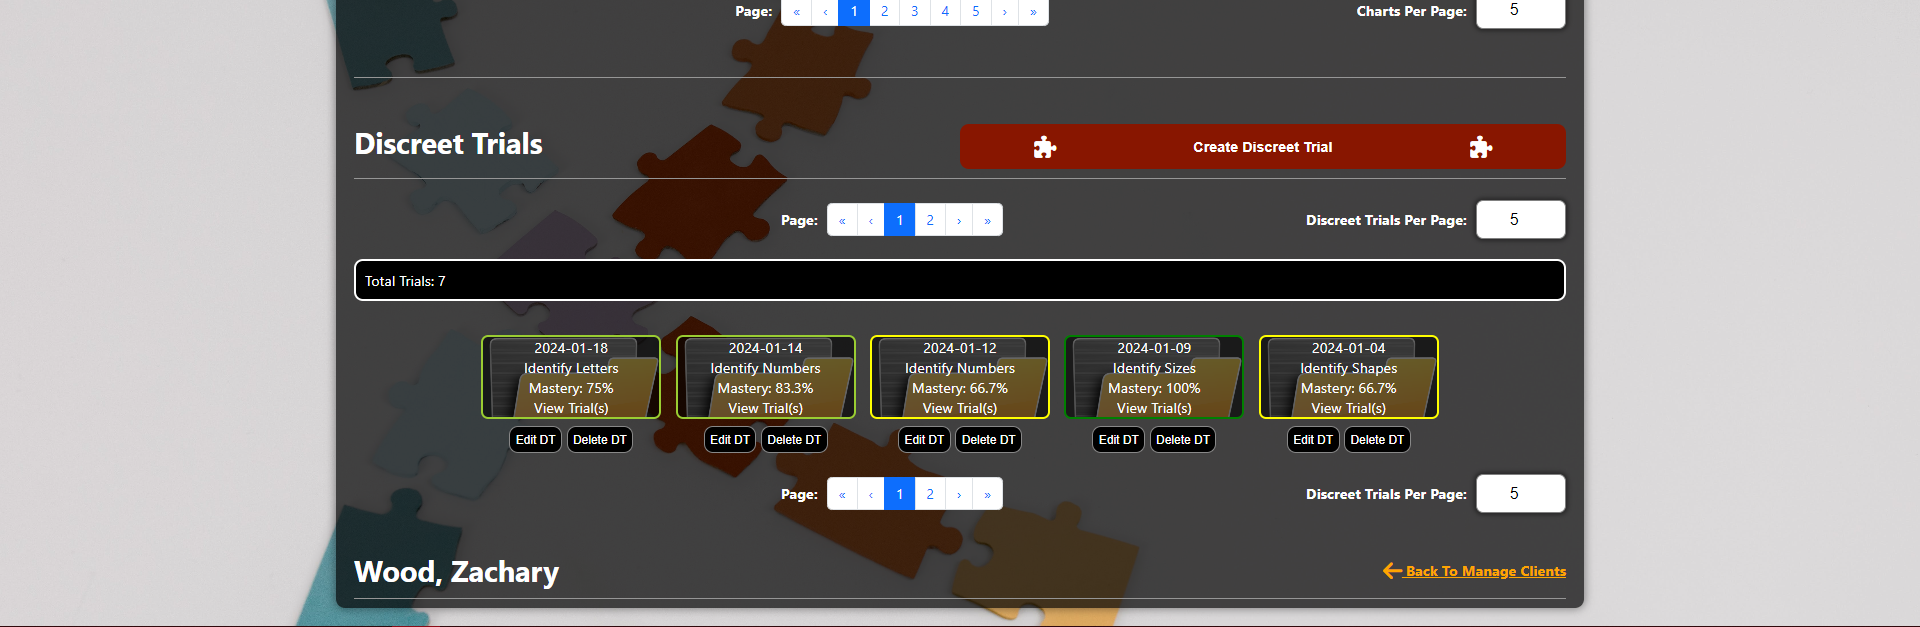 Page: « ‹ 1 2 3 4 5 › » Charts Per Page: 5
Discreet Trials Create Discreet Trial
Page: « ‹ 1 2 › » Discreet Trials Per Page: 5
Total Trials: 7
2024-01-18
Identify Letters
Mastery: 75%
View Trial(s)
Edit DT Delete DT
2024-01-14
Identify Numbers
Mastery: 83.3%
View Trial(s)
Edit DT Delete DT
2024-01-12
Identify Numbers
Mastery: 66.7%
View Trial(s)
Edit DT Delete DT
2024-01-09
Identify Sizes
Mastery: 100%
View Trial(s)
Edit DT Delete DT
2024-01-04
Identify Shapes
Mastery: 66.7%
View Trial(s)
Edit DT Delete DT
Page: « ‹ 1 2 › » Discreet Trials Per Page: 5
Wood, Zachary Back To Manage Clients